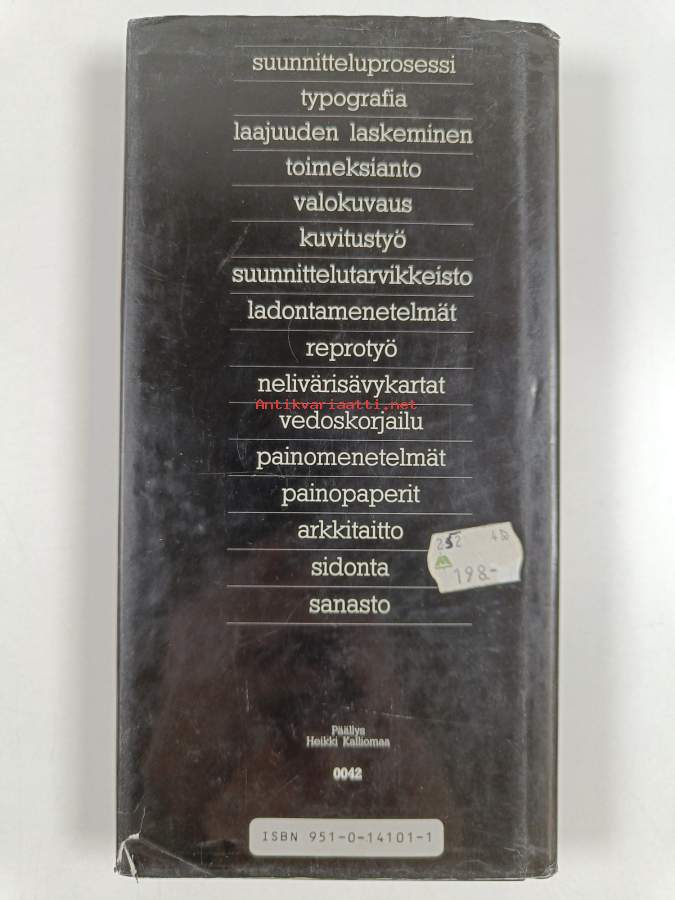 suunnitteluprosessi
typografia
laajuuden laskeminen
toimeksianto
valokuvaus
kuvitustyö
suunnittelutarvikkeisto
ladontamenetelmät
reprotyö
nelivärisävykartat
Antikvariaatti.net
vedoskorjailu
painomenetelmät
painopaperit
arkkitaitto
sidonta
sanasto
252
198-
Päällys
Heikki Kalliomaa
0042
ISBN 951-0-14101-1